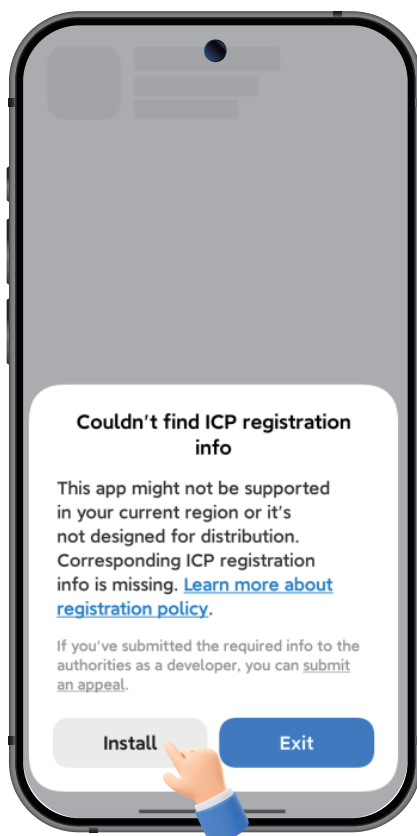 Couldn't find ICP registration
info
This app might not be supported
in your current region or it's
not designed for distribution.
Corresponding ICP registration
info is missing. Learn more about
registration policy.
If you've submitted the required info to the
authorities as a developer, you can submit
an appeal.
Install
Exit